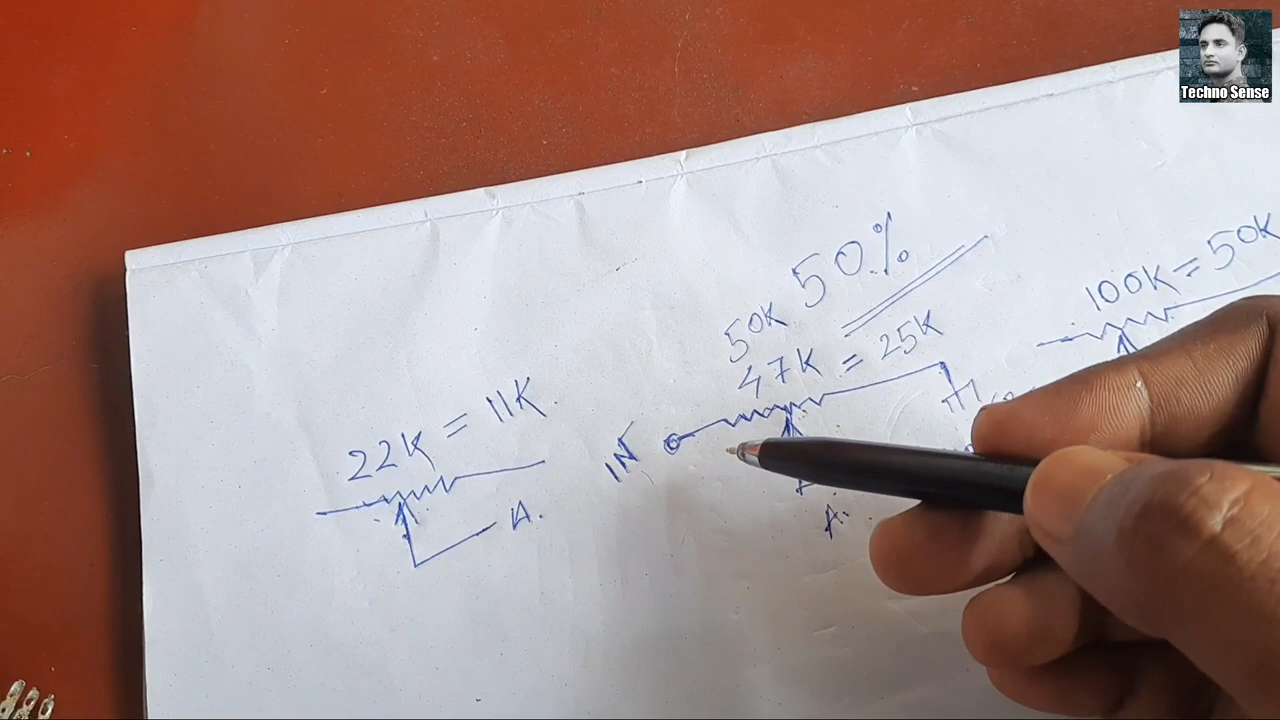 Techno Sense
50%
50K
47K = 25K
100K = 50K
22K = 11K.
IN
A.
A.